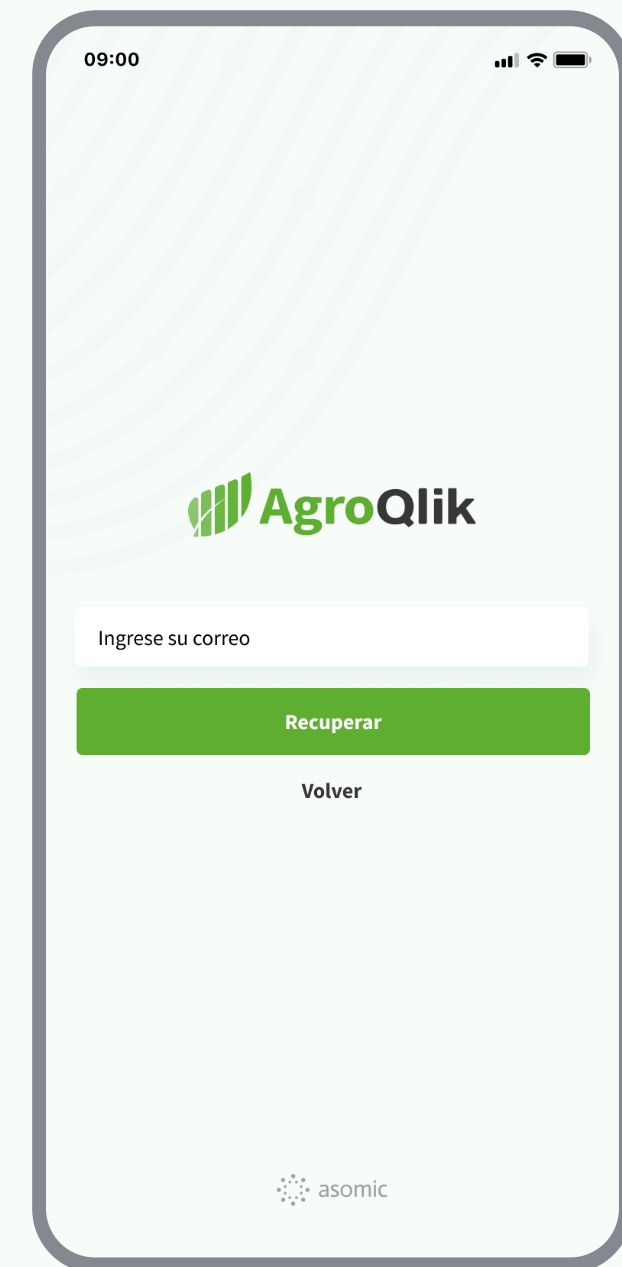 09:00
AgroQlik
Ingrese su correo
Recuperar
Volver
asomic